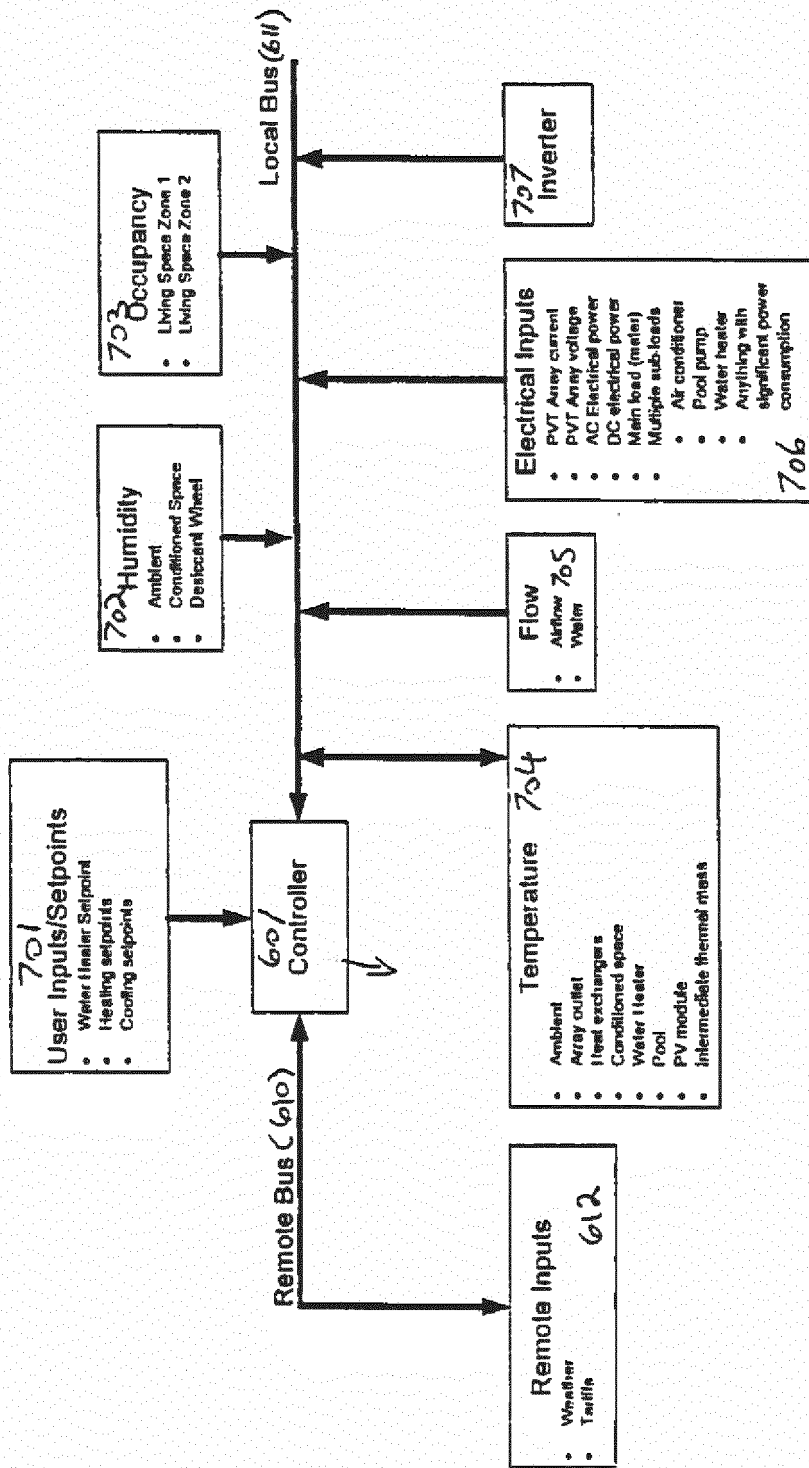 701
User Inputs/Setpoints
• Water Heater Setpoint
• Heating setpoints
• Cooling setpoints
702 Humidity
• Ambient
• Conditioned Space
• Desiccant Wheel
703 Occupancy
• Living Space Zone 1
• Living Space Zone 2
Remote Bus (610)
601
Controller
Local Bus (611)
Remote Inputs
• Weather
• Tariffs
612
Temperature 704
• Ambient
• Array outlet
• Heat exchangers
• Conditioned space
• Water Heater
• Pool
• PV module
• Intermediate thermal mass
Flow
• Airflow 705
• Water
Electrical Inputs
• PVT Array current
• PVT Array voltage
• AC Electrical power
• DC electrical power
• Main load (meter)
• Multiple sub-loads
• Air conditioner
• Pool pump
• Water heater
• Anything with
significant power
consumption
706
707
Inverter